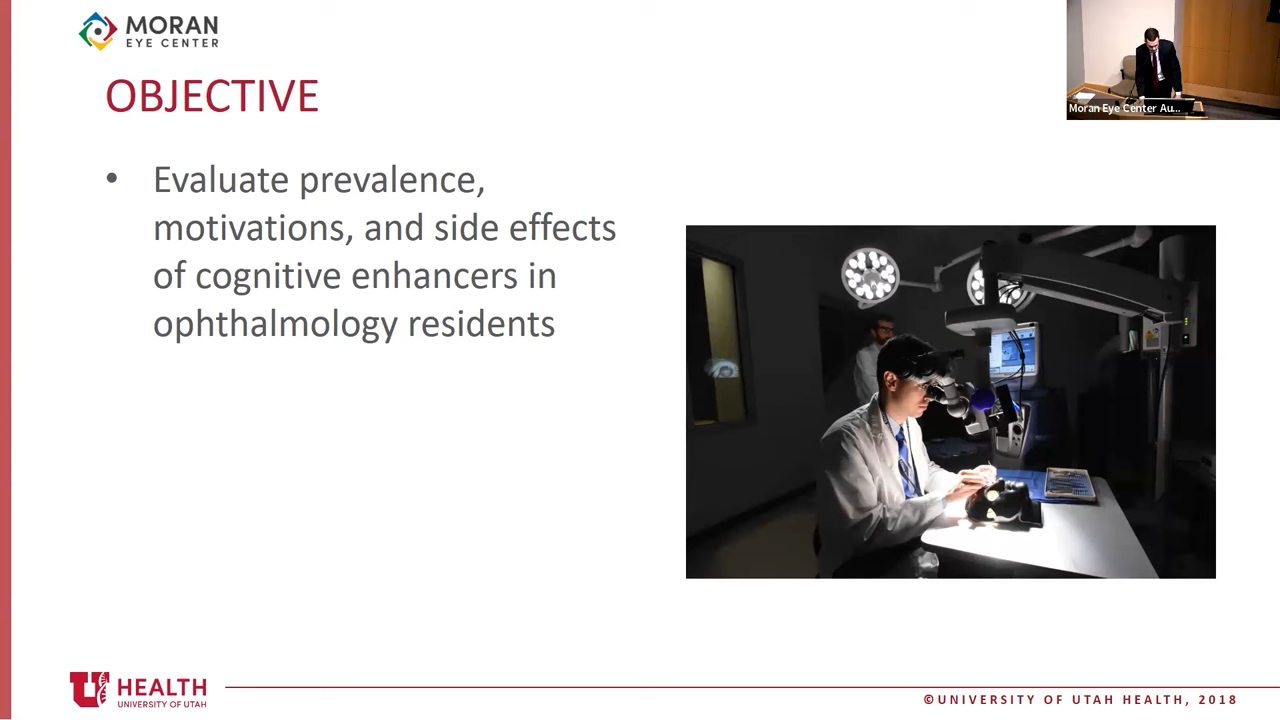 MORAN
EYE CENTER
Moran Eye Center Au...
OBJECTIVE
• Evaluate prevalence,
motivations, and side effects
of cognitive enhancers in
ophthalmology residents
U HEALTH
UNIVERSITY OF UTAH
©UNIVERSITY OF UTAH HEALTH, 2018